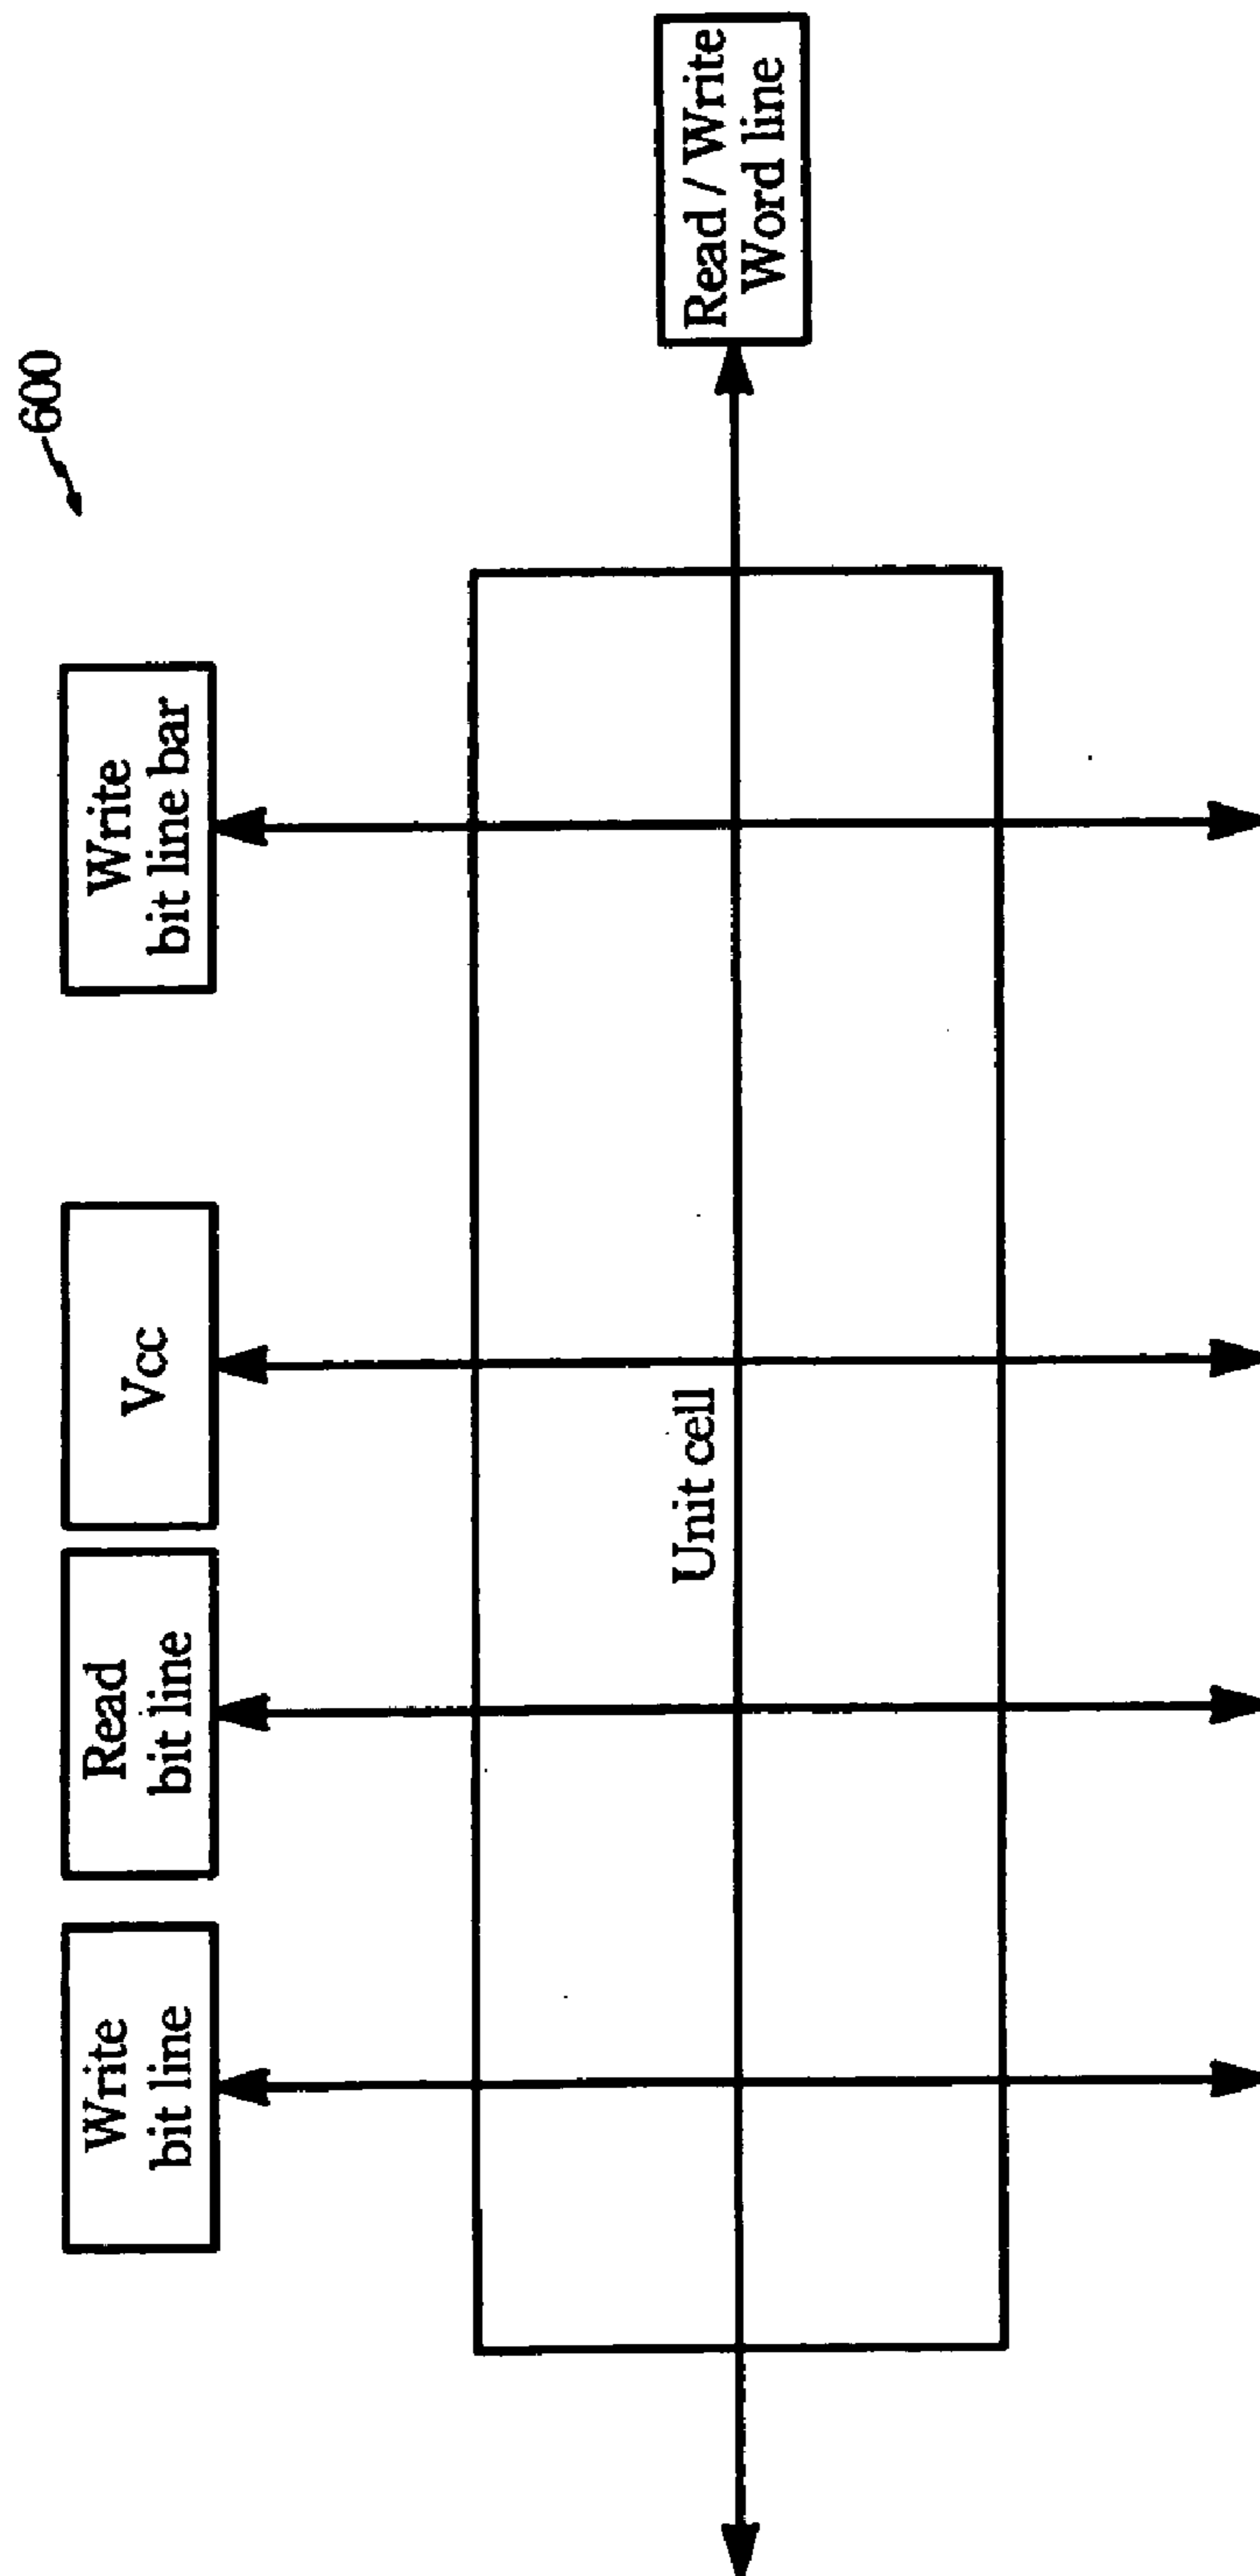 600
Write
bit line
Read
bit line
Vcc
Write
bit line bar
Unit cell
Read / Write
Word line